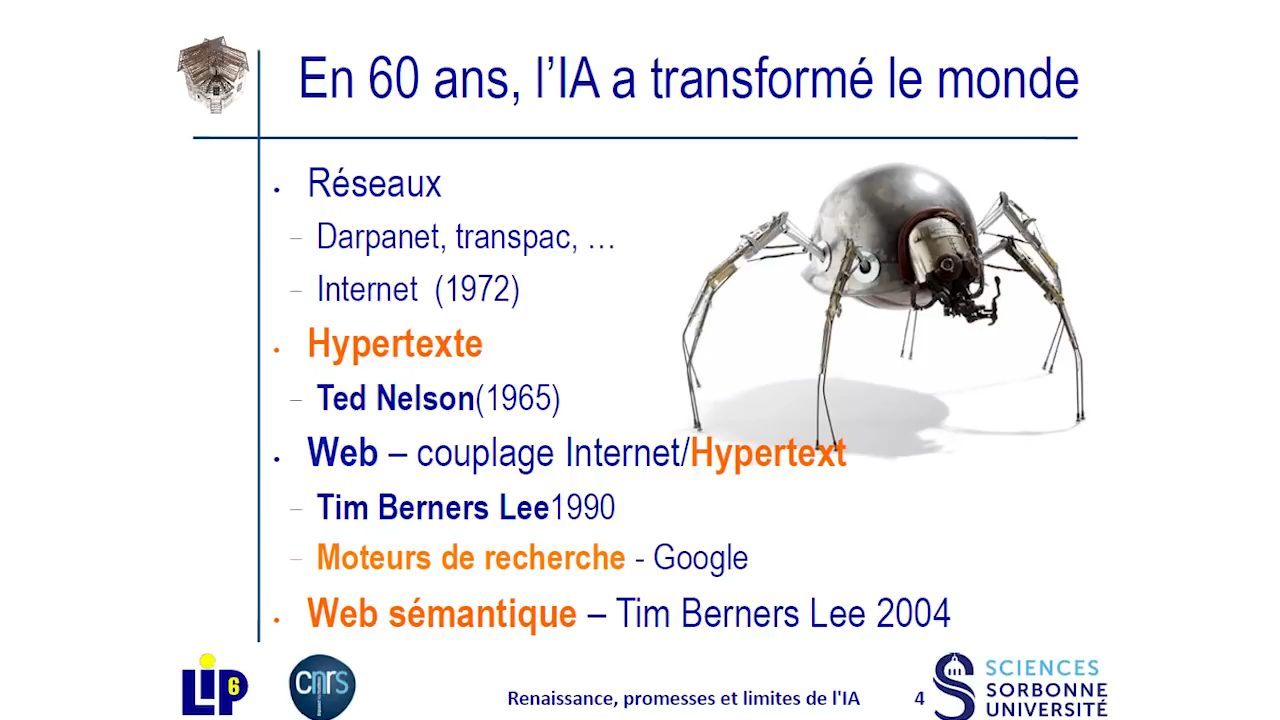 En 60 ans, l'IA a transformé le monde
• Réseaux
– Darpanet, transpac, …
– Internet (1972)
• Hypertexte
– Ted Nelson(1965)
• Web – couplage Internet/Hypertext
– Tim Berners Lee1990
– Moteurs de recherche - Google
• Web sémantique – Tim Berners Lee 2004
LIP6
cnrs
Renaissance, promesses et limites de l'IA
4
SCIENCES
SORBONNE
UNIVERSITÉ